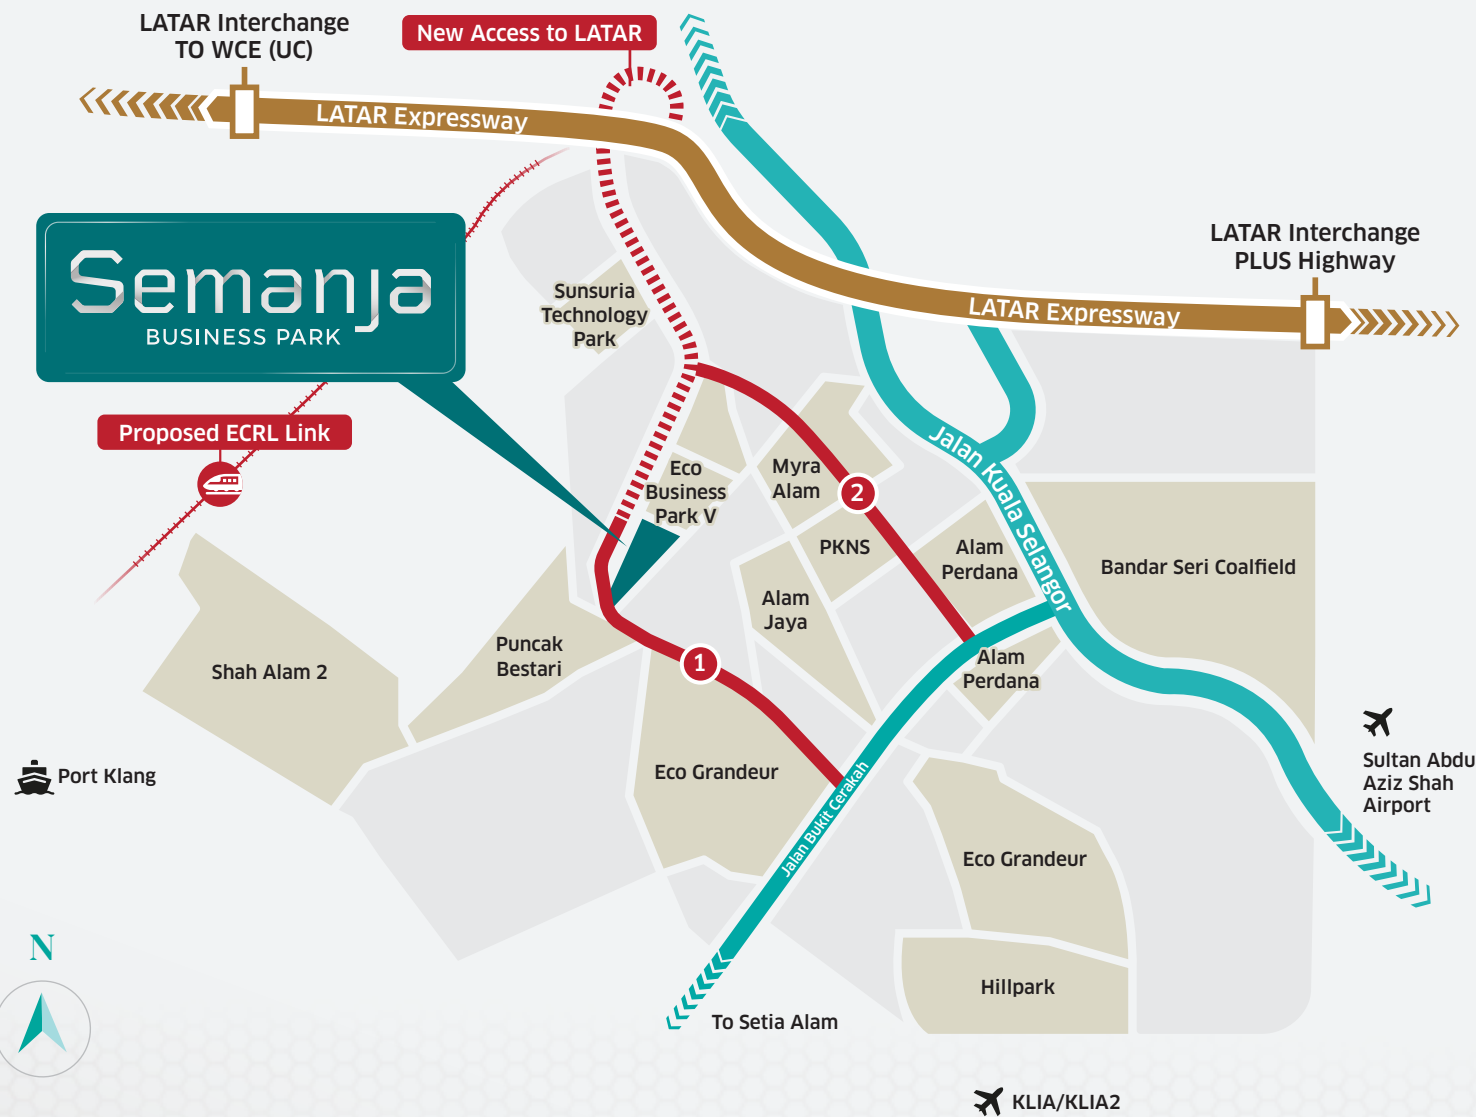 LATAR Interchange
TO WCE (UC)
New Access to LATAR
LATAR Expressway
LATAR Interchange
PLUS Highway
LATAR Expressway
Semanja
BUSINESS PARK
Sunsuria
Technology
Park
Proposed ECRL Link
Jalan Kuala Selangor
Eco
Business
Park V
Myra
Alam
2
PKNS
Alam
Perdana
Bandar Seri Coalfield
Alam
Jaya
Puncak
Bestari
1
Alam
Perdana
Shah Alam 2
Port Klang
Eco Grandeur
Jalan Bukit Cerakah
Sultan Abdu
Aziz Shah
Airport
Eco Grandeur
N
Hillpark
To Setia Alam
KLIA/KLIA2